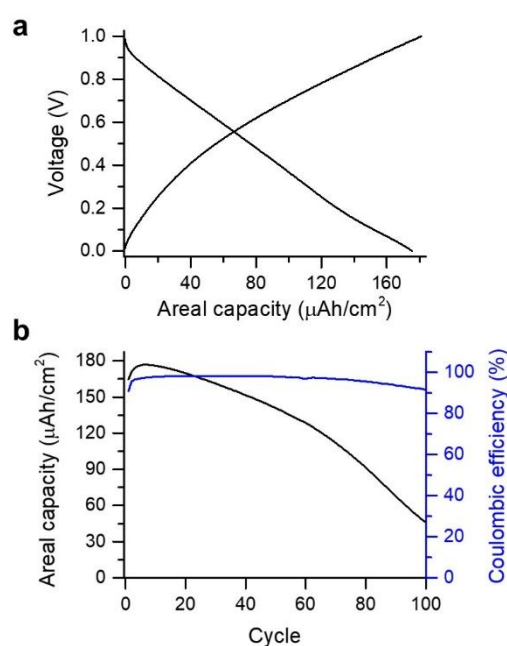 a
Voltage (V)
1.0
0.8
0.6
0.4
0.2
0.0
0 40 80 120 160
Areal capacity (μAh/cm²)
b
Areal capacity (μAh/cm²)
180
150
120
90
60
30
0
0 20 40 60 80 100
Cycle
100
80
60
40
20
0
Coulombic efficiency (%)